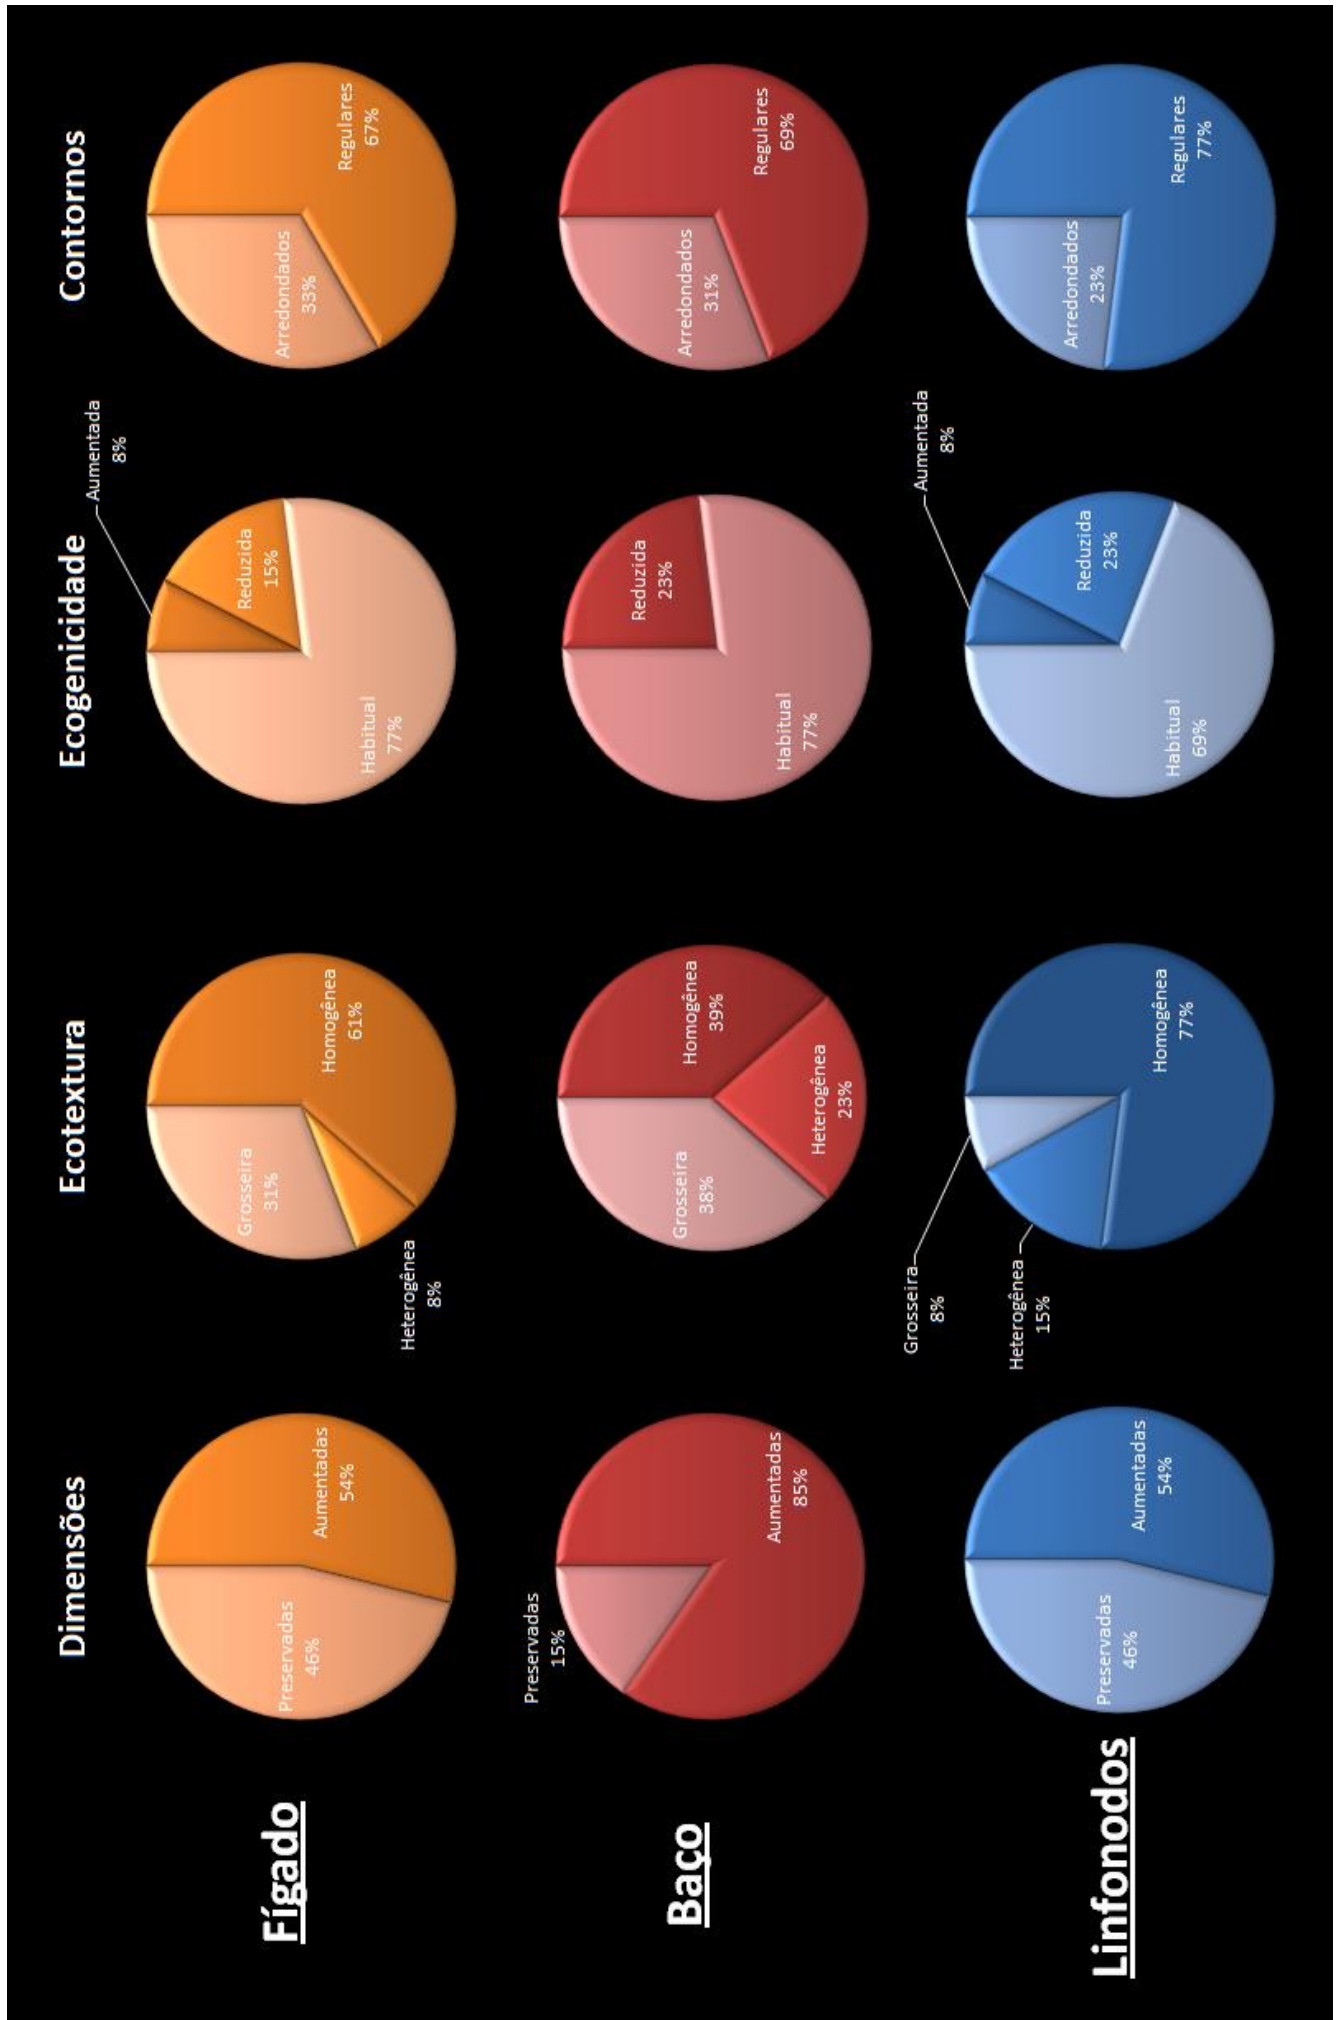 Dimensões
Ecotextura
Ecogenicidade
Contornos
Fígado
Preservadas
46%
Aumentadas
54%
Grosseira
31%
Homogênea
61%
Heterogênea
8%
Aumentada
8%
Reduzida
15%
Habitual
77%
Arredondados
33%
Regulares
67%
Baço
Preservadas
15%
Aumentadas
85%
Grosseira
38%
Homogênea
39%
Heterogênea
23%
Reduzida
23%
Habitual
77%
Arredondados
31%
Regulares
69%
Linfonodos
Preservadas
46%
Aumentadas
54%
Grosseira
8%
Heterogênea
15%
Homogênea
77%
Aumentada
8%
Reduzida
23%
Habitual
69%
Arredondados
23%
Regulares
77%